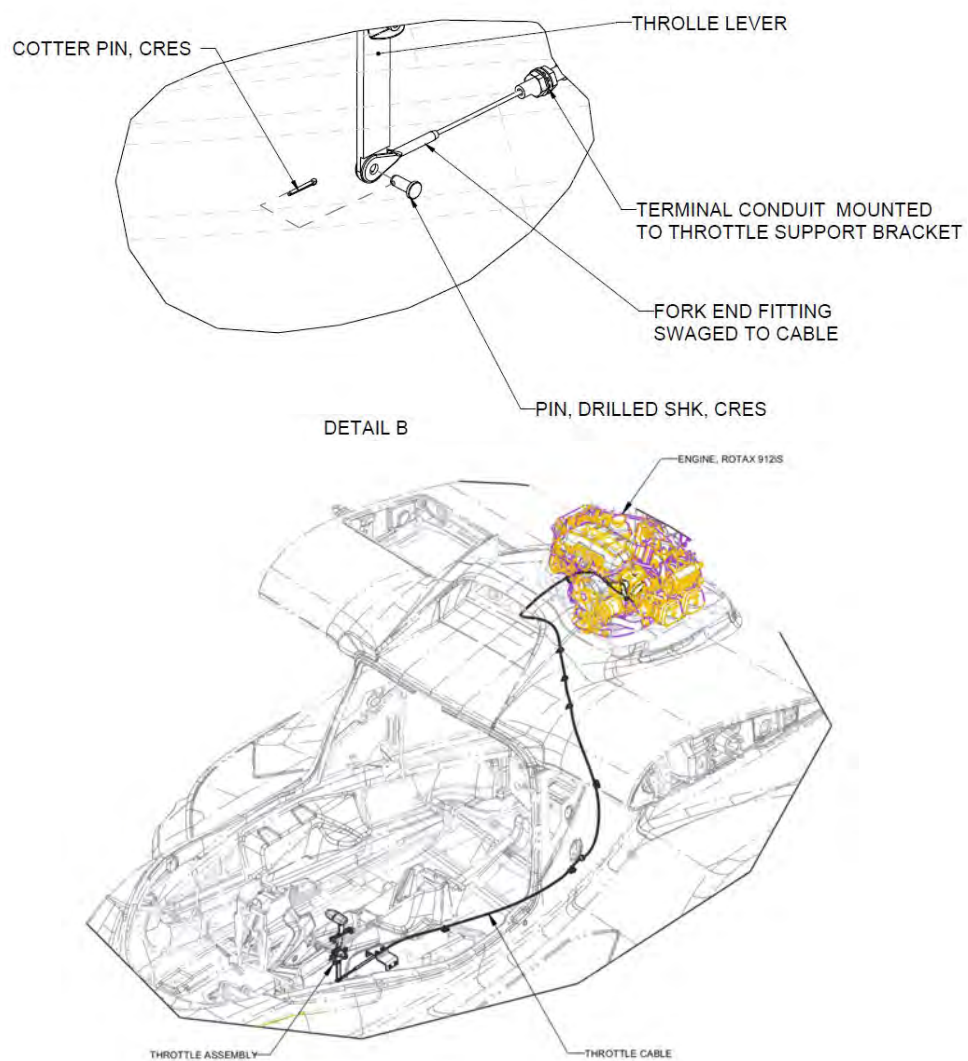 THROLLE LEVER
COTTER PIN, CRES
TERMINAL CONDUIT MOUNTED
TO THROTTLE SUPPORT BRACKET
FORK END FITTING
SWAGED TO CABLE
PIN, DRILLED SHK, CRES
DETAIL B
ENGINE, ROTAX 912iS
THROTTLE ASSEMBLY
THROTTLE CABLE